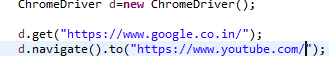 ChromeDriver d=new ChromeDriver();
d.get("https://www.google.co.in/");
d.navigate().to("https://www.youtube.com/");